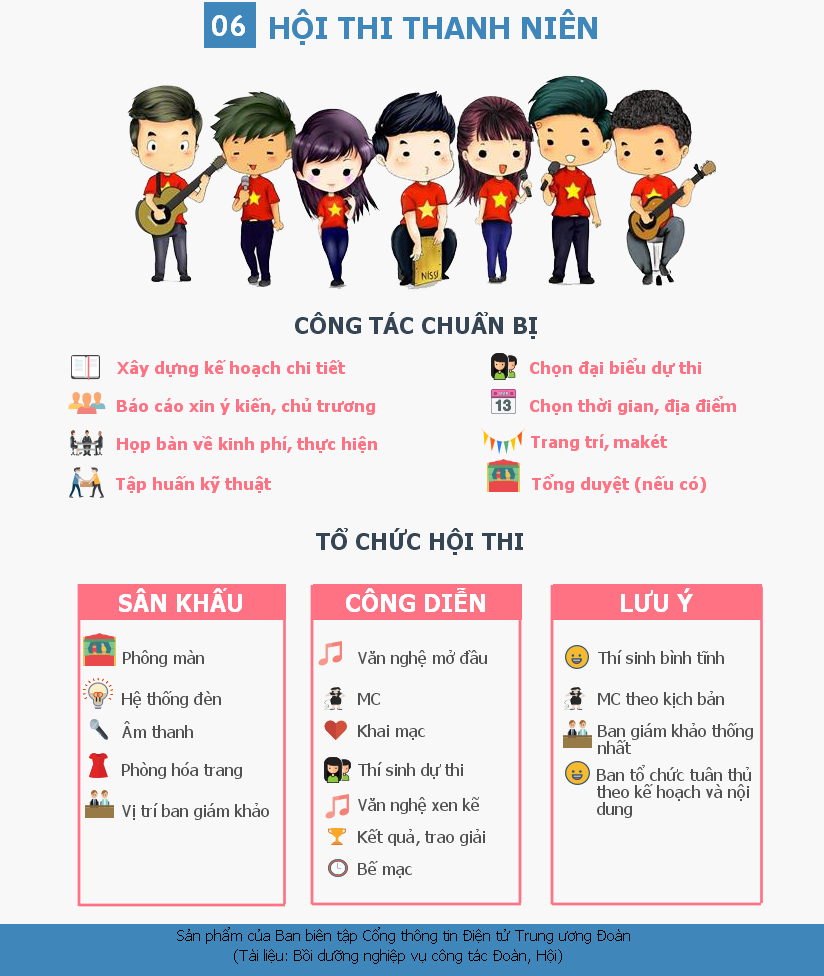 06 HỘI THI THANH NIÊN
NISSI
CÔNG TÁC CHUẨN BỊ
Xây dựng kế hoạch chi tiết
Báo cáo xin ý kiến, chủ trương
Họp bàn về kinh phí, thực hiện
Tập huấn kỹ thuật
Chọn đại biểu dự thi
13
Chọn thời gian, địa điểm
Trang trí, makét
Tổng duyệt (nếu có)
TỔ CHỨC HỘI THI
SÂN KHẤU
Phông màn
Hệ thống đèn
Âm thanh
Phòng hóa trang
Vị trí ban giám khảo
CÔNG DIỄN
Văn nghệ mở đầu
MC
Khai mạc
Thí sinh dự thi
Văn nghệ xen kẽ
Kết quả, trao giải
Bế mạc
LƯU Ý
Thí sinh bình tĩnh
MC theo kịch bản
Ban giám khảo thống
nhất
Ban tổ chức tuân thủ
theo kế hoạch và nội
dung
Sản phẩm của Ban biên tập Cổng thông tin Điện tử Trung ương Đoàn
(Tài liệu: Bồi dưỡng nghiệp vụ công tác Đoàn, Hội)